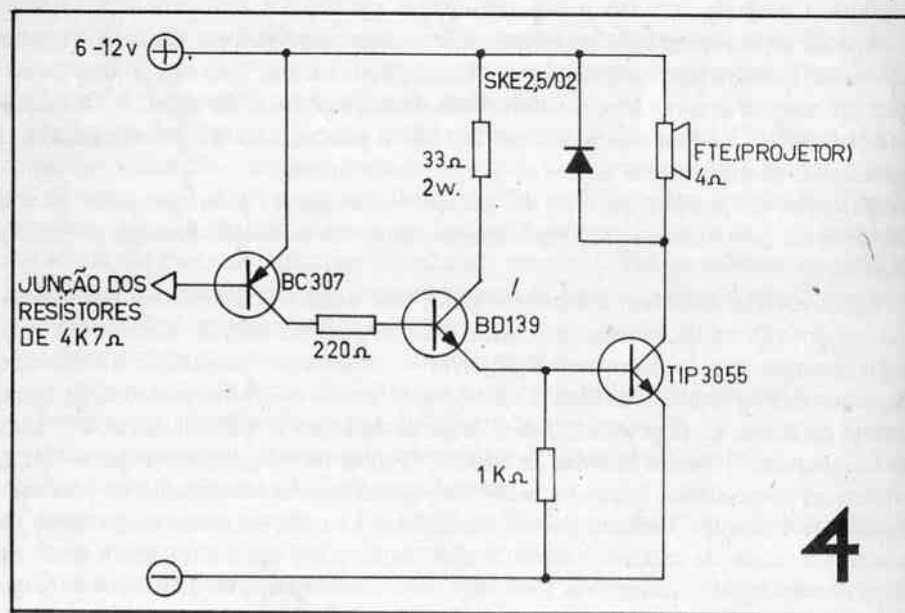 6-12 v
SKE2,5/02
33Ω
2w.
FTE.(PROJETOR)
4Ω
JUNÇÃO DOS
RESISTORES
DE 4K7Ω
BC307
220Ω
BD139
TIP3055
1KΩ
4